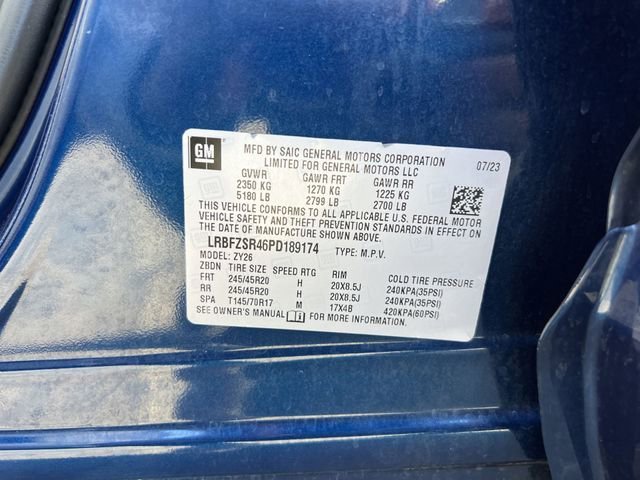 GM
MFD BY SAIC GENERAL MOTORS CORPORATION
LIMITED FOR GENERAL MOTORS LLC
07/23
GVWR GAWR FRT GAWR RR
2350 KG 1270 KG 1225 KG
5180 LB 2799 LB 2700 LB
THIS VEHICLE CONFORMS TO ALL APPLICABLE U.S. FEDERAL MOTOR
VEHICLE SAFETY AND THEFT PREVENTION STANDARDS IN EFFECT ON
THE DATE OF MANUFACTURE SHOWN ABOVE.
LRBFZSR46PD189174 TYPE: M.P.V.
MODEL: ZY26
ZBDN TIRE SIZE SPEED RTG RIM COLD TIRE PRESSURE
FRT 245/45R20 H 20X8.5J 240KPA(35PSI)
RR 245/45R20 H 20X8.5J 240KPA(35PSI)
SPA T145/70R17 M 17X4B 420KPA(60PSI)
SEE OWNER'S MANUAL FOR MORE INFORMATION.